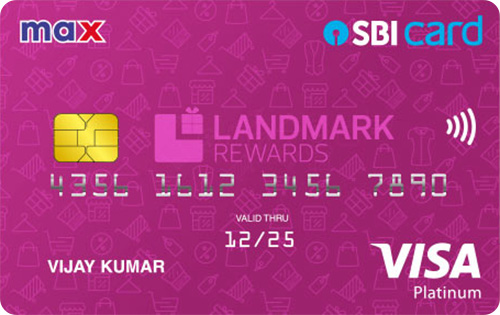 max
SBI card
LANDMARK
REWARDS
4356 1612 3456 7890
VALID THRU
12/25
VIJAY KUMAR
VISA
Platinum